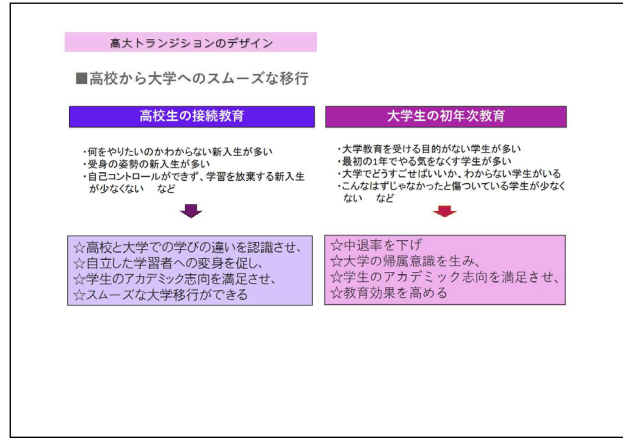 高大トランジションのデザイン
■高校から大学へのスムーズな移行
高校生の接続教育
・何をやりたいのかわからない新入生が多い
・受身の姿勢の新入生が多い
・自己コントロールができず、学習を放棄する新入生
が少なくない　など
☆高校と大学での学びの違いを認識させ、
☆自立した学習者への変身を促し、
☆学生のアカデミック志向を満足させ、
☆スムーズな大学移行ができる
大学生の初年次教育
・大学教育を受ける目的がない学生が多い
・最初の1年でやる気をなくす学生が多い
・大学でどうすごせばいいか、わからない学生がいる
・こんなはずじゃなかったと傷ついている学生が少なく
ない　など
☆中退率を下げ
☆大学の帰属意識を生み、
☆学生のアカデミック志向を満足させ、
☆教育効果を高める